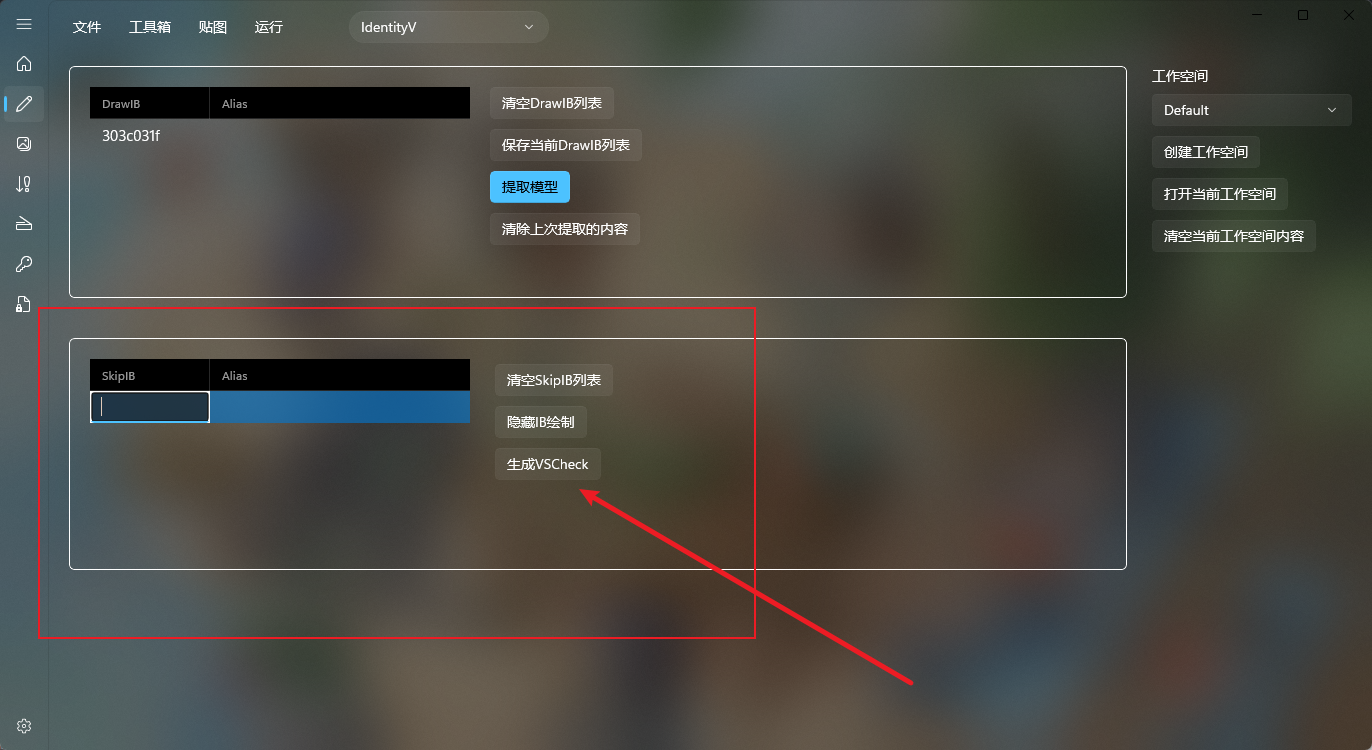 文件 工具箱 贴图 运行 IdentityV
DrawIB Alias
303c031f
清空DrawIB列表
保存当前DrawIB列表
提取模型
清除上次提取的内容
工作空间
Default
创建工作空间
打开当前工作空间
清空当前工作空间内容
SkipIB Alias
清空SkipIB列表
隐藏IB绘制
生成VSCheck